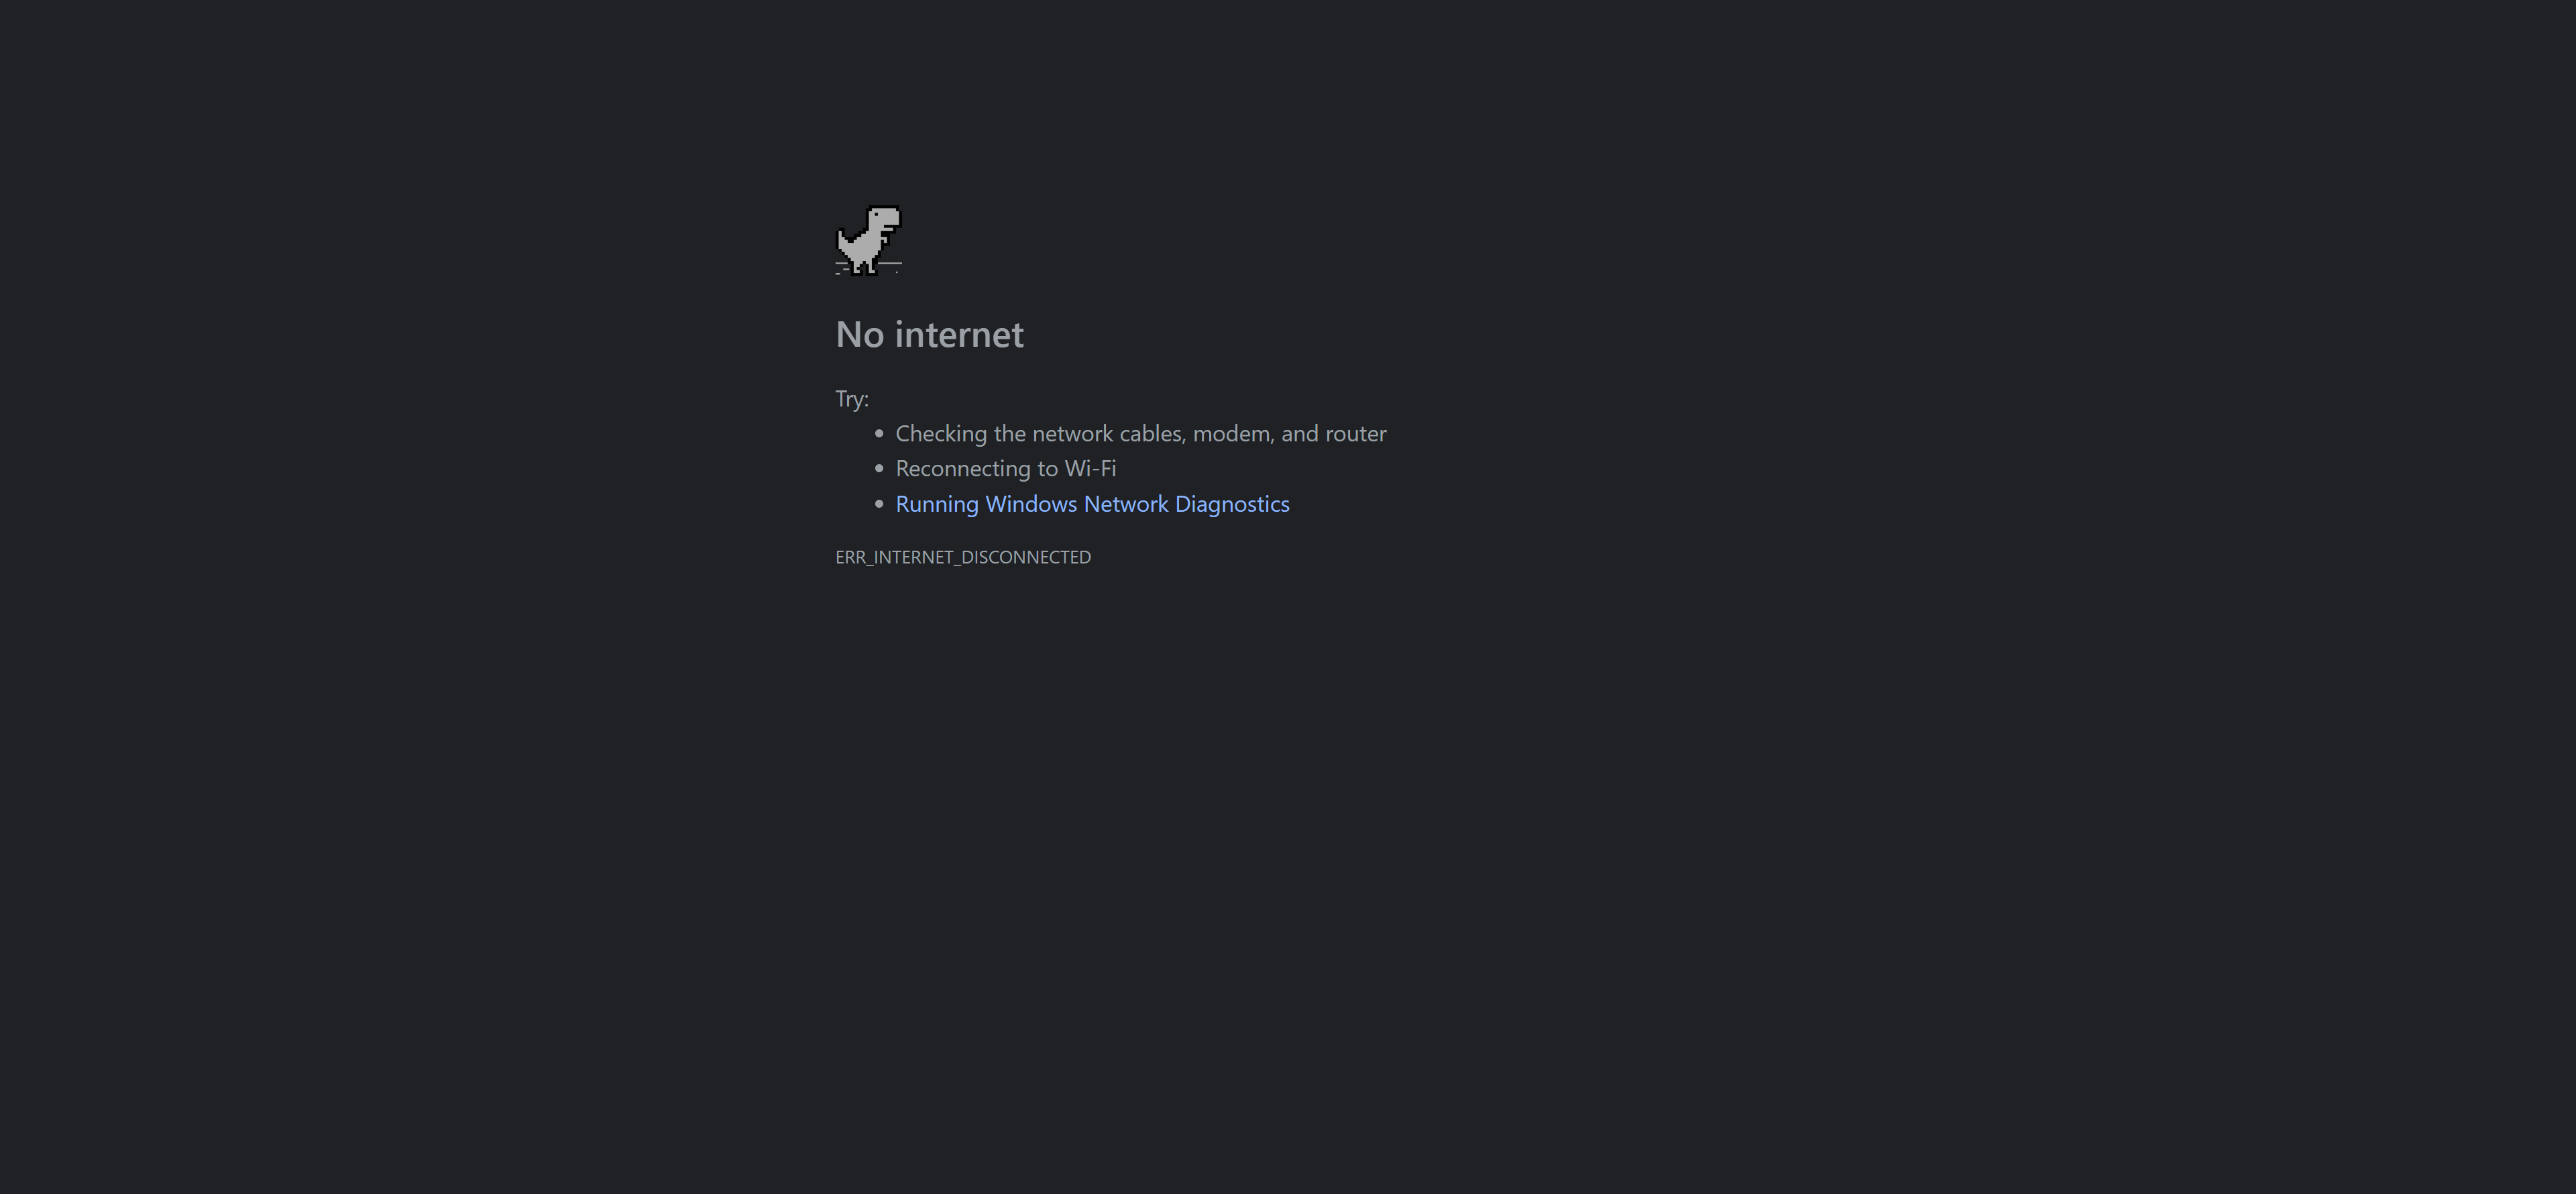 No internet
Try:
Checking the network cables, modem, and router
Reconnecting to Wi-Fi
Running Windows Network Diagnostics
ERR_INTERNET_DISCONNECTED